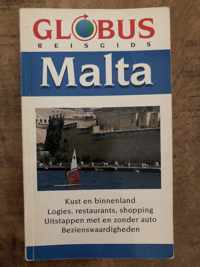 GLOBUS
REISGIDS
Malta
Kust en binnenland
Logies, restaurants, shopping
Uitstappen met en zonder auto
Bezienswaardigheden